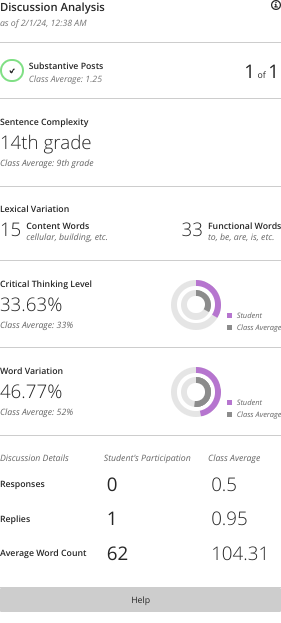 Discussion Analysis
as of 2/1/24, 12:38 AM
Substantive Posts
Class Average: 1.25
1 of 1
Sentence Complexity
14th grade
Class Average: 9th grade
Lexical Variation
15 Content Words
cellular, building, etc.
33 Functional Words
to, be, are, is, etc.
Critical Thinking Level
33.63%
Class Average: 33%
Student
Class Average
Word Variation
46.77%
Class Average: 52%
Student
Class Average
Discussion Details Student's Participation Class Average
Responses 0 0.5
Replies 1 0.95
Average Word Count 62 104.31
Help